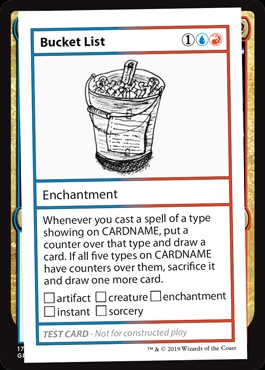 Bucket List 1
Enchantment
Whenever you cast a spell of a type
showing on CARDNAME, put a
counter over that type and draw a
card. If all five types on CARDNAME
have counters over them, sacrifice it
and draw one more card.
☐ artifact ☐ creature ☐ enchantment
☐ instant ☐ sorcery
TEST CARD - Not for constructed play
™ & © 2019 Wizards of the Coast
17